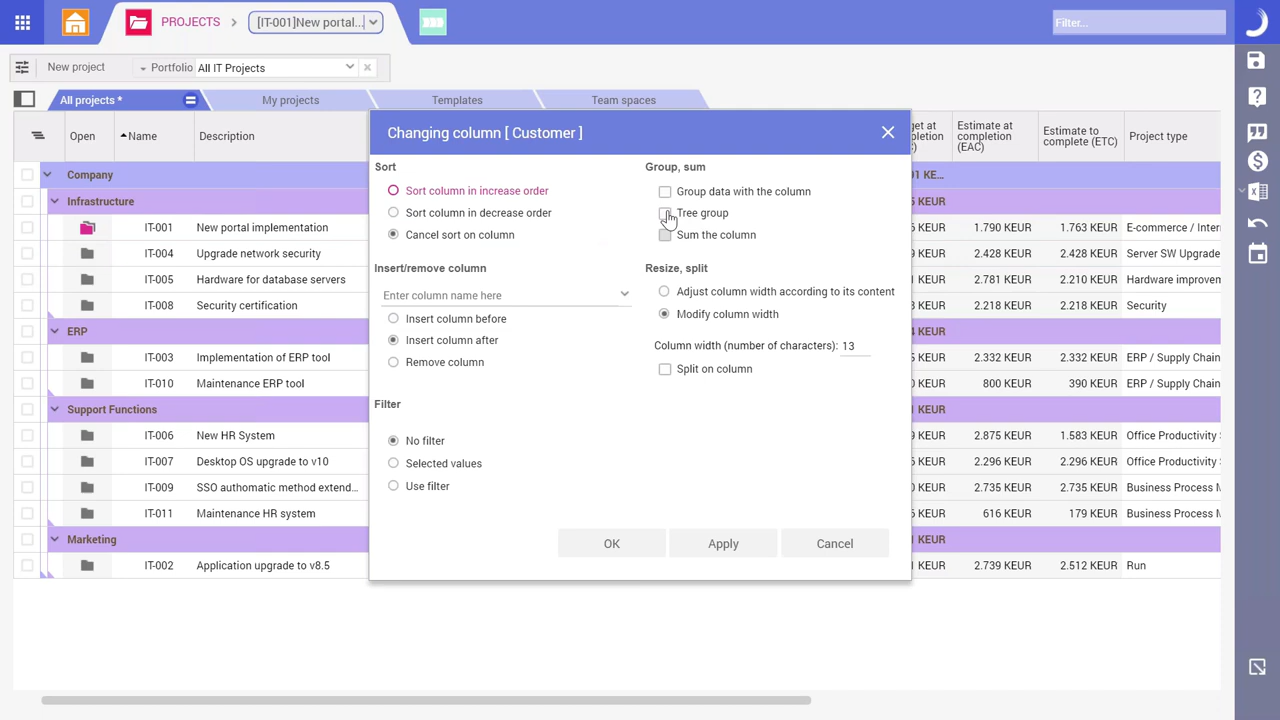 PROJECTS
[IT-001]New portal...
Filter...
New project
Portfolio All IT Projects
All projects *
My projects
Templates
Team spaces
Open
Name
Description
Estimate at completion (EAC)
Estimate to complete (ETC)
Project type
Company
Infrastructure
IT-001 New portal implementation 1.790 KEUR 1.763 KEUR E-commerce / Inter
IT-004 Upgrade network security 2.428 KEUR 2.428 KEUR Server SW Upgrade
IT-005 Hardware for database servers 2.781 KEUR 2.210 KEUR Hardware improvem
IT-008 Security certification 2.218 KEUR 2.218 KEUR Security
ERP
IT-003 Implementation of ERP tool 2.332 KEUR 2.332 KEUR ERP / Supply Chain
IT-010 Maintenance ERP tool 800 KEUR 390 KEUR ERP / Supply Chain
Support Functions
IT-006 New HR System 2.875 KEUR 1.583 KEUR Office Productivity
IT-007 Desktop OS upgrade to v10 2.296 KEUR 2.296 KEUR Office Productivity
IT-009 SSO authomatic method extend... 2.735 KEUR 2.735 KEUR Business Process M
IT-011 Maintenance HR system 616 KEUR 179 KEUR Business Process M
Marketing
IT-002 Application upgrade to v8.5 2.739 KEUR 2.512 KEUR Run
Changing column [ Customer ]
Sort
Sort column in increase order
Sort column in decrease order
Cancel sort on column
Group, sum
Group data with the column
Tree group
Sum the column
Insert/remove column
Enter column name here
Insert column before
Insert column after
Remove column
Resize, split
Adjust column width according to its content
Modify column width
Column width (number of characters): 13
Split on column
Filter
No filter
Selected values
Use filter
OK
Apply
Cancel